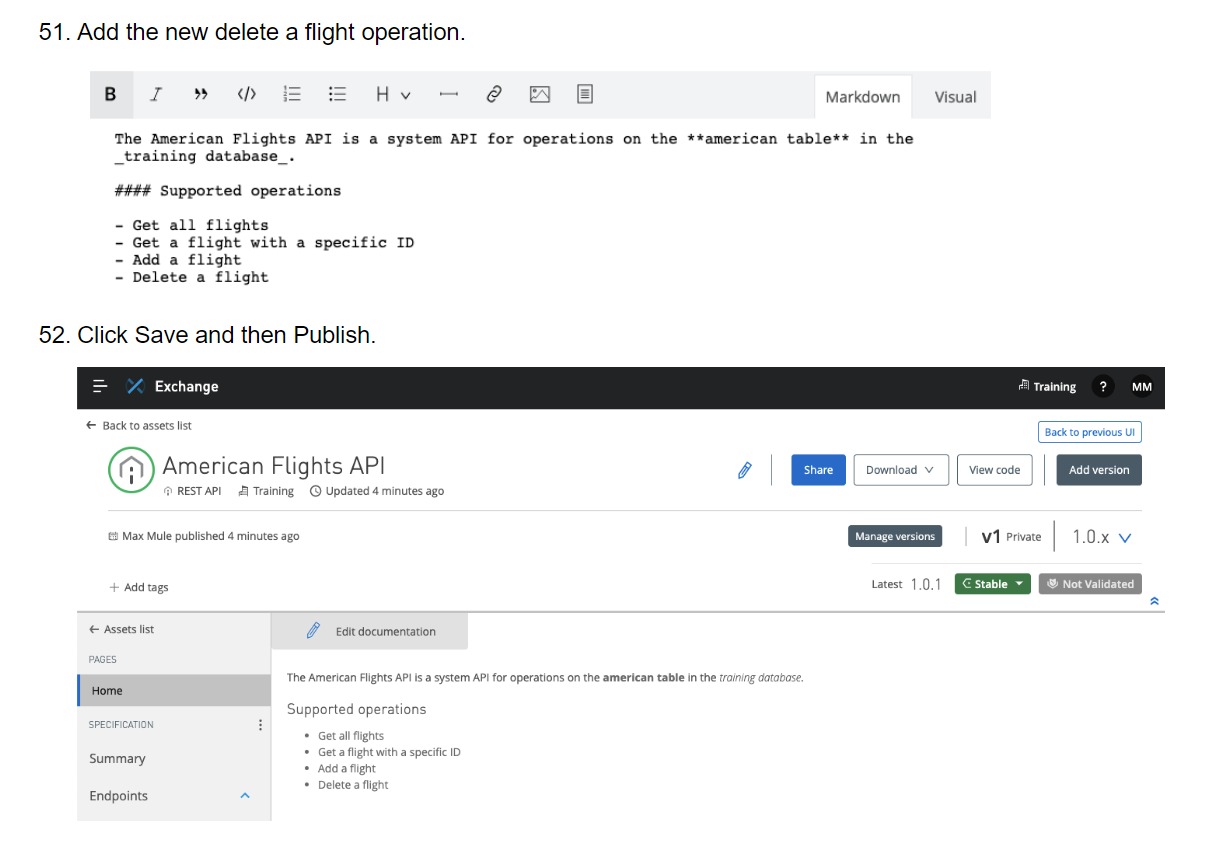 51. Add the new delete a flight operation.
B I ” </> H
Markdown Visual
The American Flights API is a system API for operations on the **american table** in the
_training database_.
#### Supported operations
- Get all flights
- Get a flight with a specific ID
- Add a flight
- Delete a flight
52. Click Save and then Publish.
Exchange Training ? MM
← Back to assets list
Back to previous UI
American Flights API
Share Download View code Add version
REST API Training Updated 4 minutes ago
Max Mule published 4 minutes ago
Manage versions v1 Private 1.0.x
+ Add tags
Latest 1.0.1 Stable Not Validated
← Assets list
Edit documentation
PAGES
Home
SPECIFICATION
Summary
Endpoints
The American Flights API is a system API for operations on the american table in the training database.
Supported operations
• Get all flights
• Get a flight with a specific ID
• Add a flight
• Delete a flight